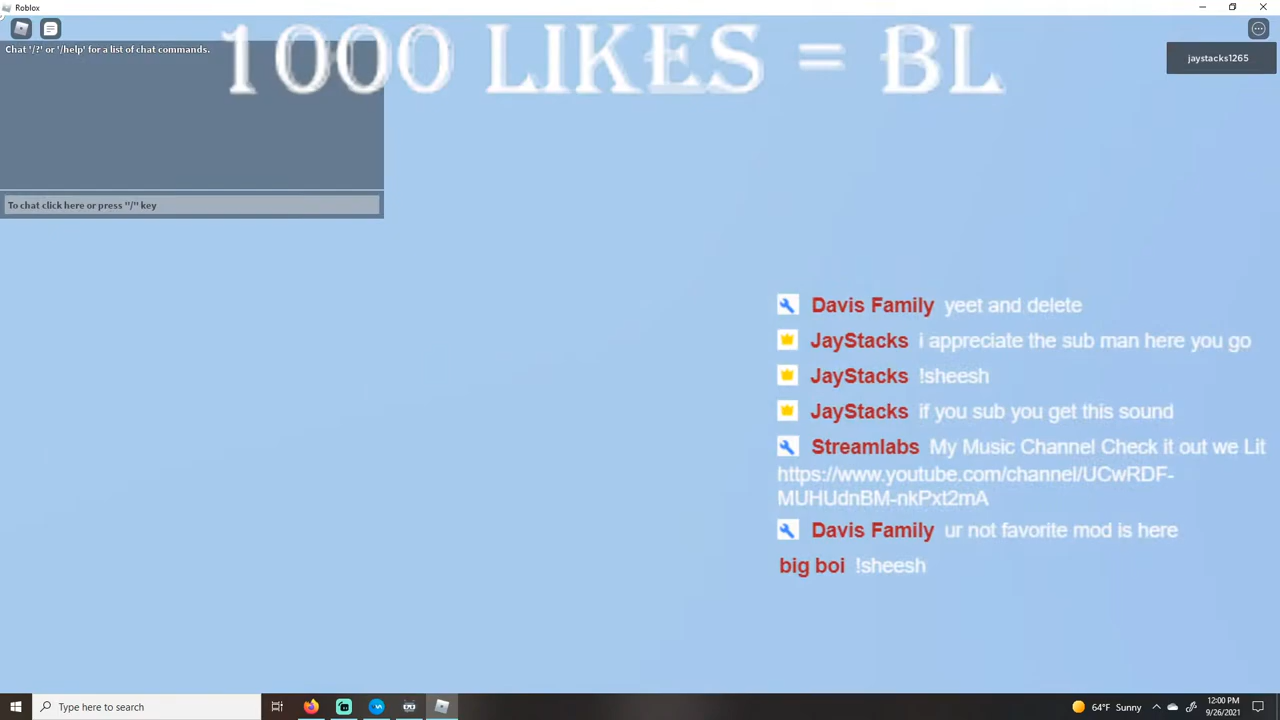 Roblox
Chat '/?' or '/help' for a list of chat commands.
1000 LIKES = BL
jaystacks1265
To chat click here or press "/" key
Davis Family yeet and delete
JayStacks i appreciate the sub man here you go
JayStacks !sheesh
JayStacks if you sub you get this sound
Streamlabs My Music Channel Check it out we Lit
https://www.youtube.com/channel/UCwRDF-
MUHUdnBM-nkPxt2mA
Davis Family ur not favorite mod is here
big boi !sheesh
Type here to search
64°F Sunny
12:00 PM
9/26/2021